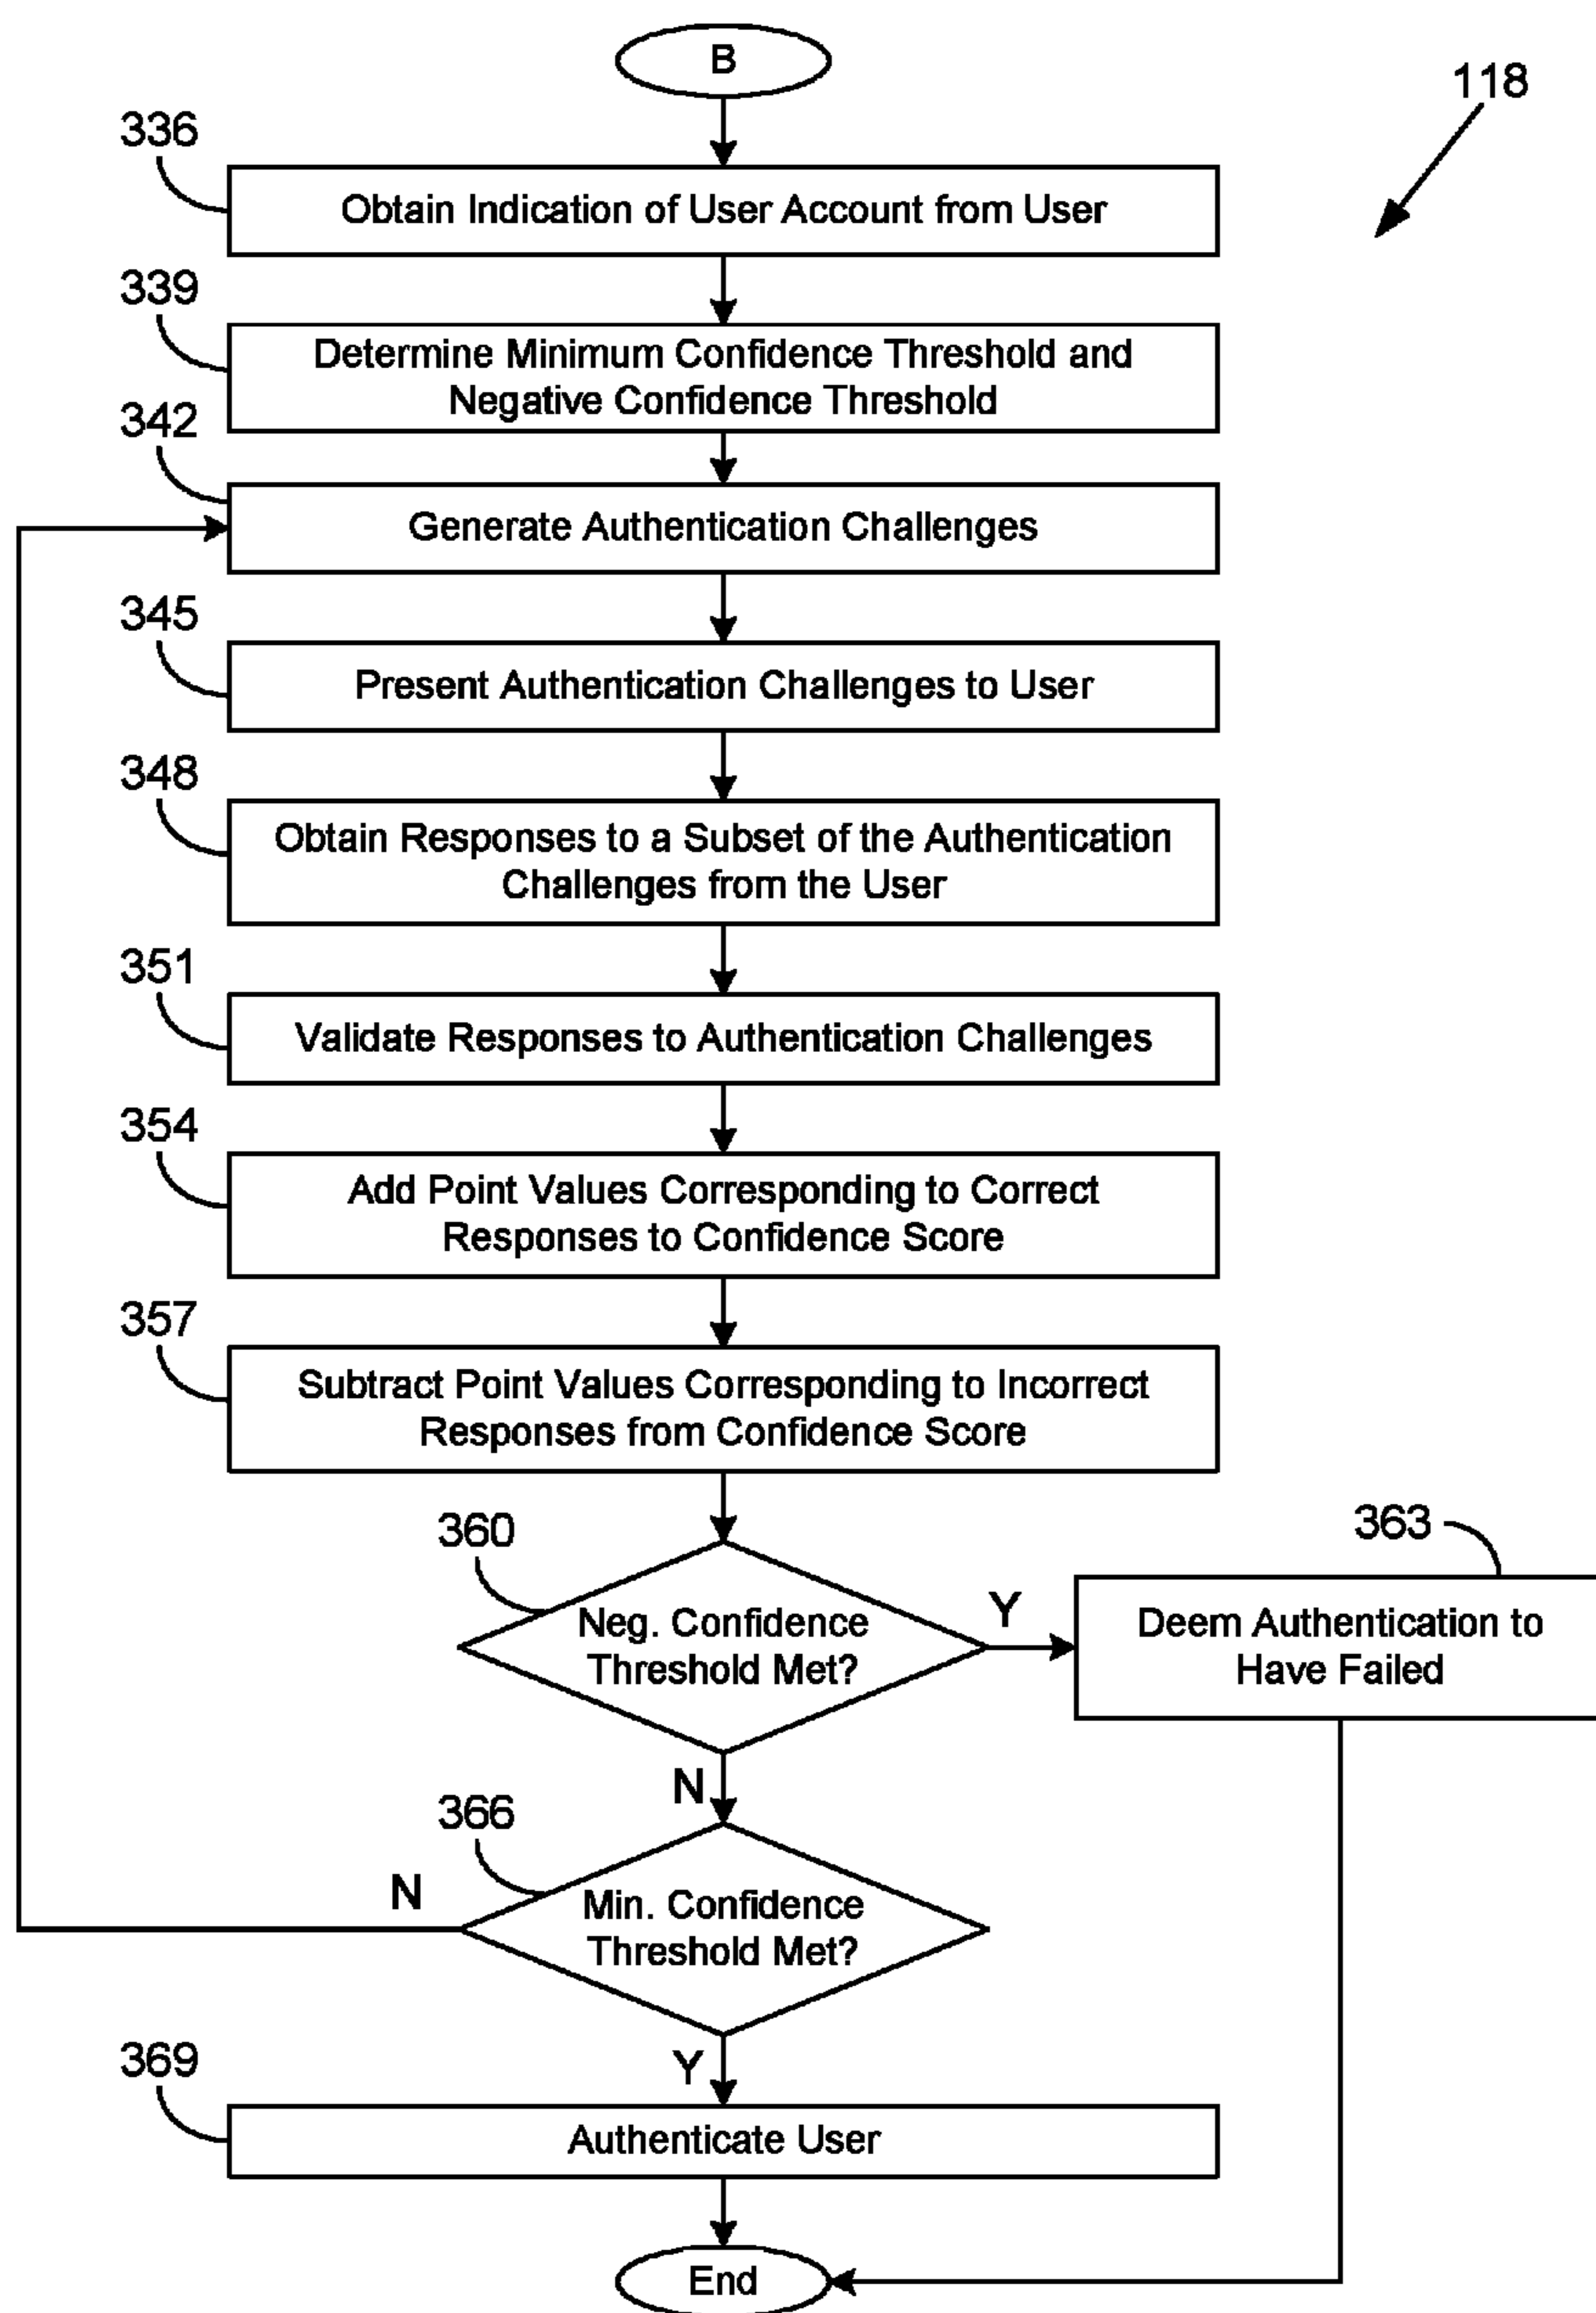 B
118
336
Obtain Indication of User Account from User
339
Determine Minimum Confidence Threshold and
Negative Confidence Threshold
342
Generate Authentication Challenges
345
Present Authentication Challenges to User
348
Obtain Responses to a Subset of the Authentication
Challenges from the User
351
Validate Responses to Authentication Challenges
354
Add Point Values Corresponding to Correct
Responses to Confidence Score
357
Subtract Point Values Corresponding to Incorrect
Responses from Confidence Score
360
Neg. Confidence
Threshold Met?
Y
363
Deem Authentication to
Have Failed
N
366
Min. Confidence
Threshold Met?
N
Y
369
Authenticate User
End